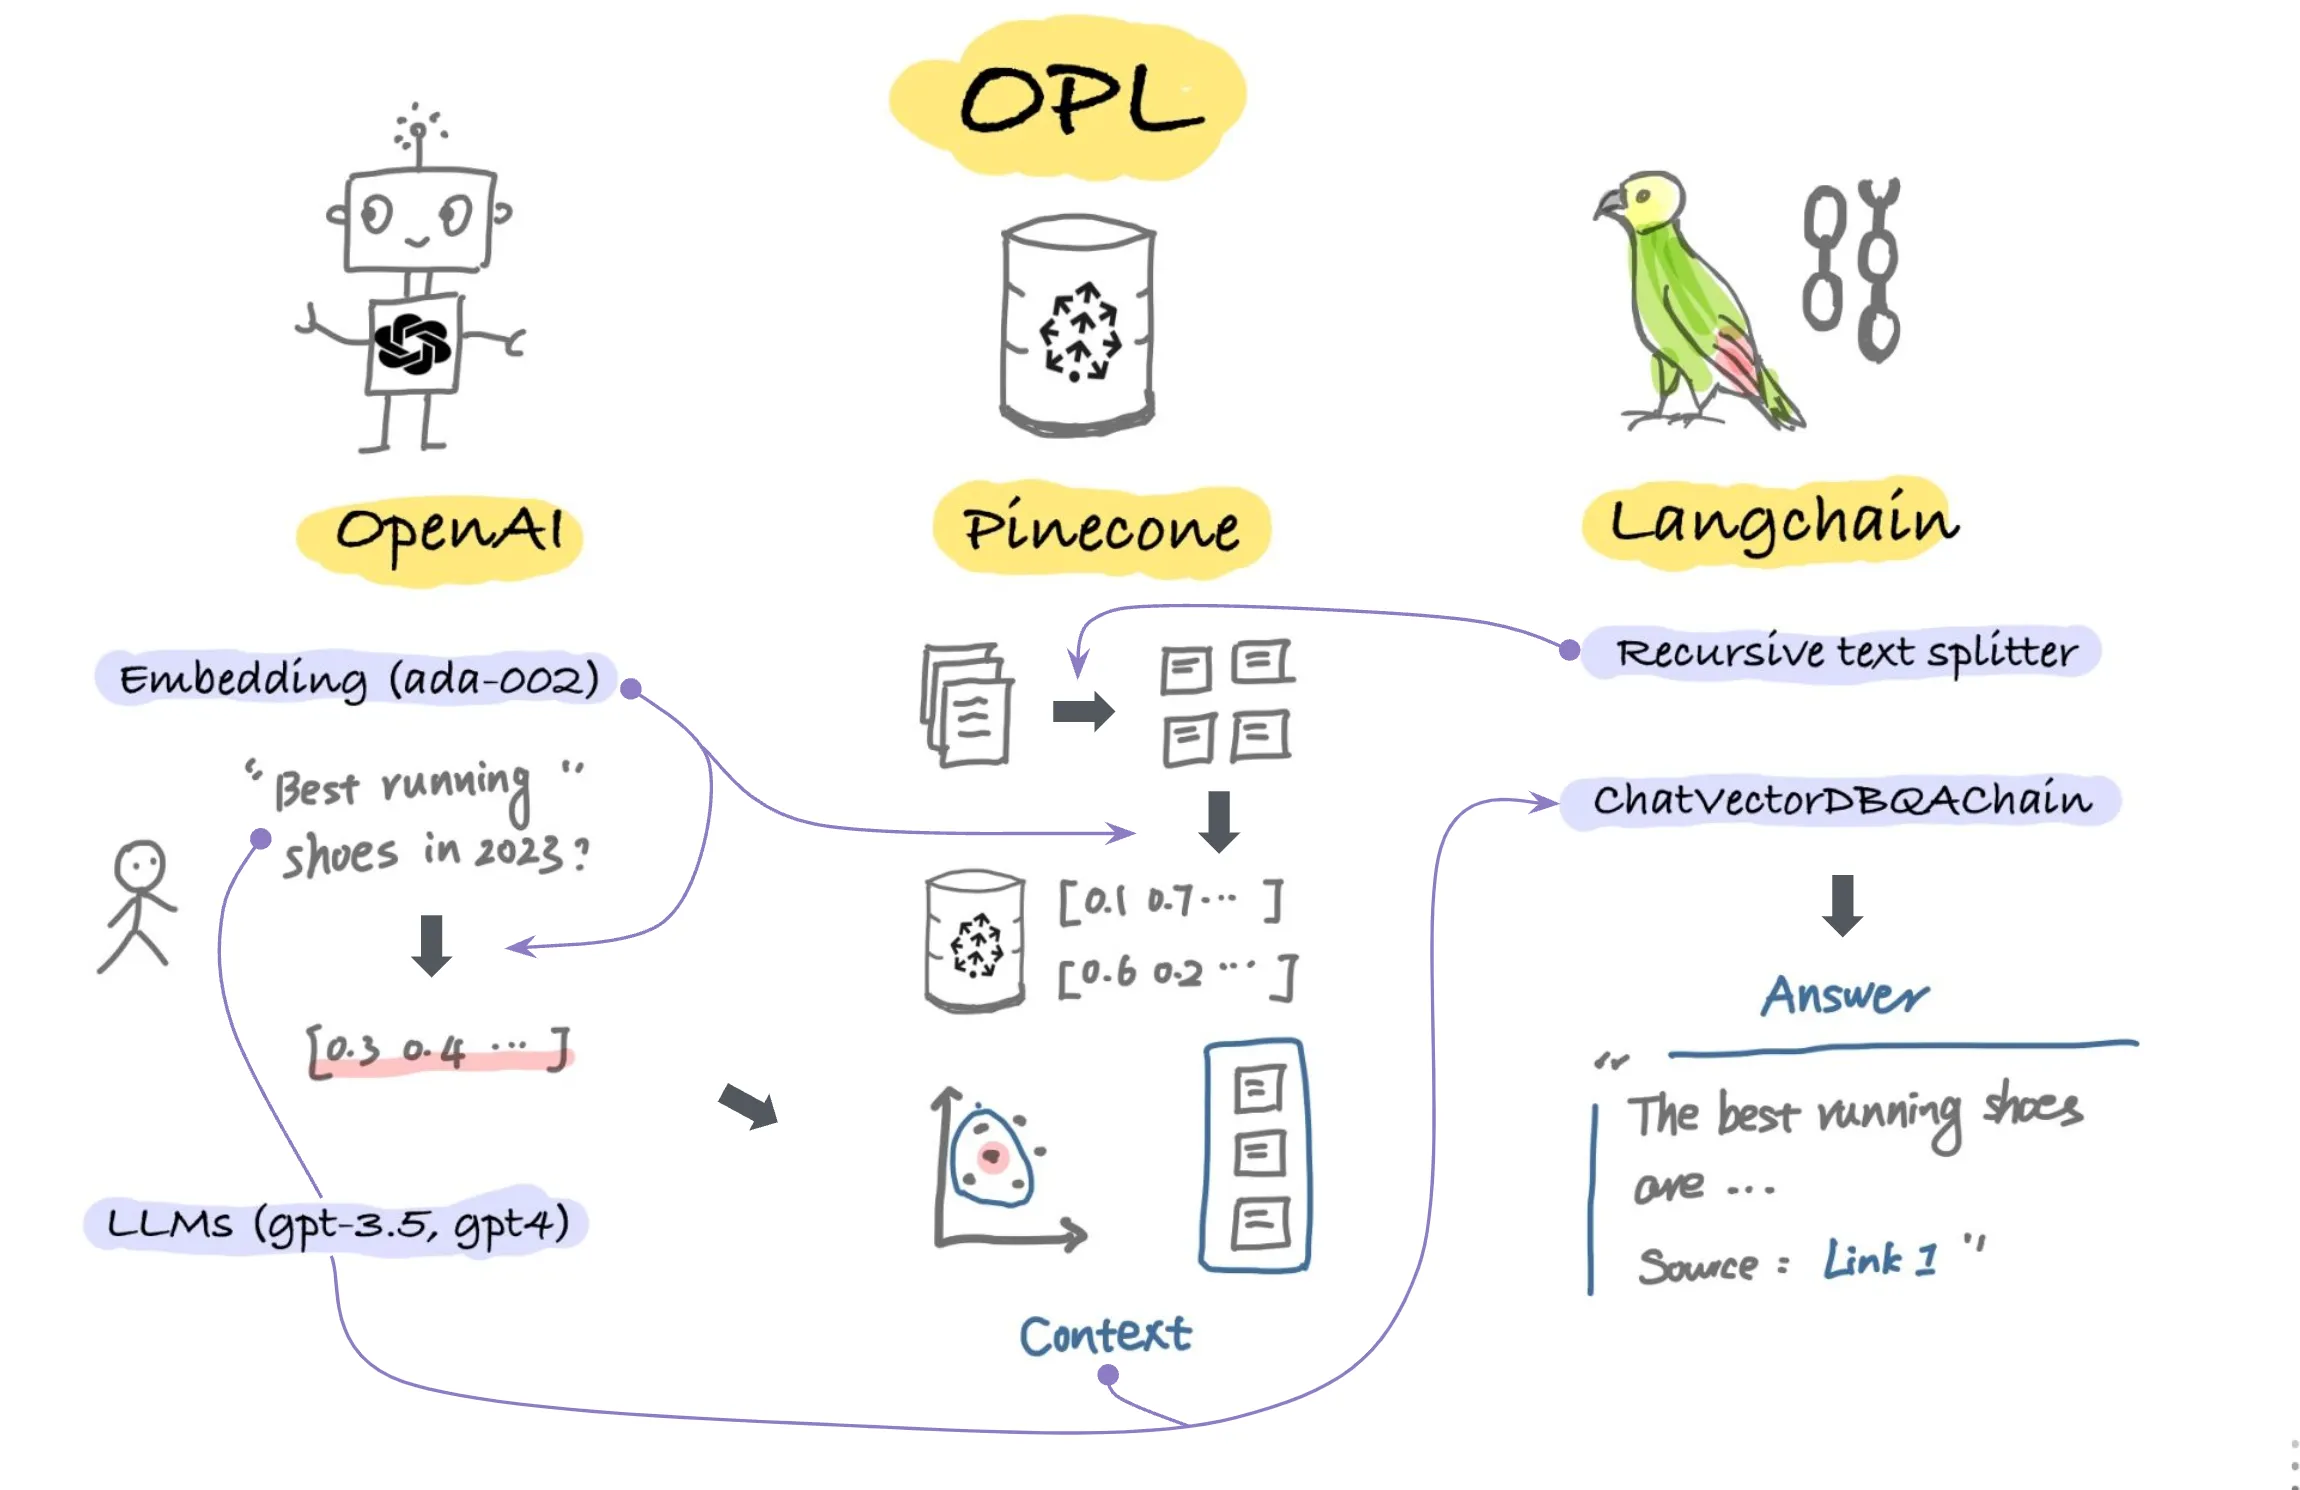 OPL
OpenAI
Pinecone
Langchain
Embedding (ada-002)
"Best running "
shoes in 2023?
[0.3 0.4 ... ]
LLMs (gpt-3.5, gpt4)
[0.1 0.7... ]
[0.6 0.2 ... ]
Context
Recursive text splitter
ChatVectorDBQAChain
Answer
"
The best running shoes
are ...
Source : Link 1 "